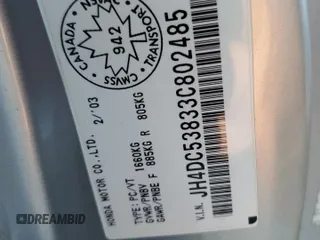 CANADA
942
CMVSS
TRANSPORT
HONDA MOTOR CO.,LTD. 2/'03
TYPE: PC/VT
GVWR/PNBV 1660KG
GAWR/PNBE F 885KG R 805KG
V.I.N. JH4DC53833C802485
DREAMBID